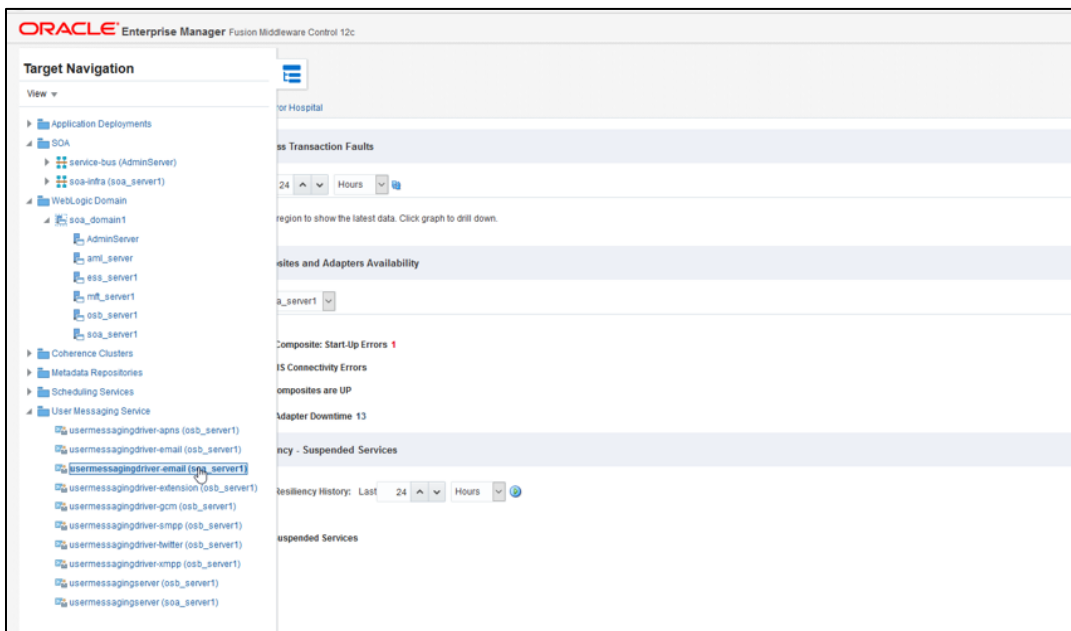 ORACLE Enterprise Manager Fusion Middleware Control 12c
Target Navigation
View
Application Deployments
SOA
service-bus (AdminServer)
soa-infra (soa_server1)
WebLogic Domain
soa_domain1
AdminServer
aml_server
ess_server1
mft_server1
osb_server1
soa_server1
Coherence Clusters
Metadata Repositories
Scheduling Services
User Messaging Service
usermessagingdriver-apns (osb_server1)
usermessagingdriver-email (osb_server1)
usermessagingdriver-email (soa_server1)
usermessagingdriver-extension (osb_server1)
usermessagingdriver-gcm (osb_server1)
usermessagingdriver-smpp (osb_server1)
usermessagingdriver-twitter (osb_server1)
usermessagingdriver-xmpp (osb_server1)
usermessagingserver (osb_server1)
usermessagingserver (soa_server1)
ror Hospital
ss Transaction Faults
24 Hours
region to show the latest data. Click graph to drill down.
sites and Adapters Availability
a_server1
Composite: Start-Up Errors 1
IS Connectivity Errors
omposites are UP
Adapter Downtime 13
ncy - Suspended Services
Resiliency History: Last 24 Hours
uspended Services